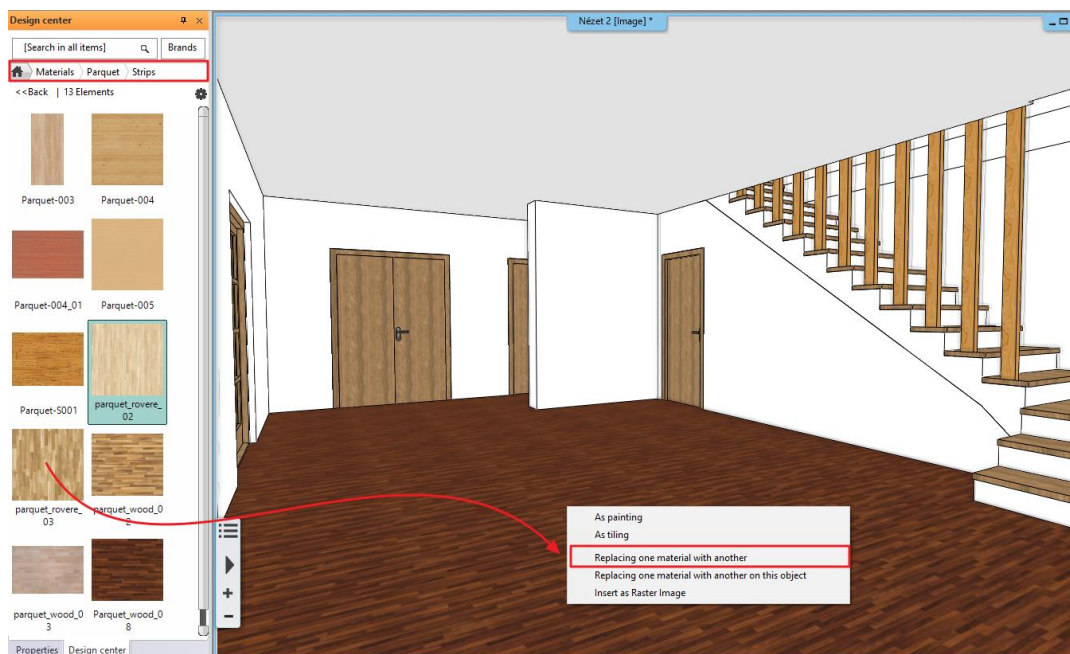 Design center
[Search in all items]
Brands
Materials
Parquet
Strips
<<Back | 13 Elements
Parquet-003
Parquet-004
Parquet-004_01
Parquet-005
Parquet-S001
parquet_rovere_
02
parquet_rovere_
03
parquet_wood_0
2
parquet_wood_0
3
Parquet_wood_0
8
Properties
Design center
Nézet 2 [Image] *
As painting
As tiling
Replacing one material with another
Replacing one material with another on this object
Insert as Raster Image